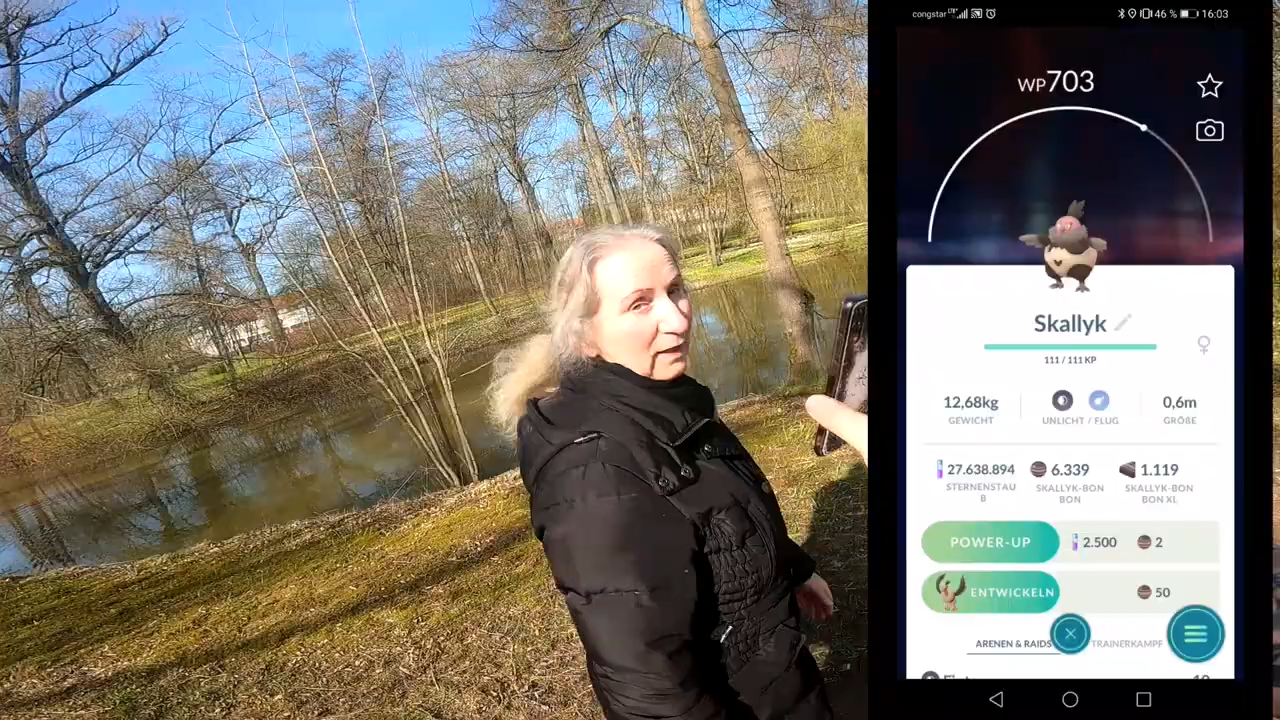 congstar 46 % 16:03
WP703
Skallyk
111 / 111 KP
12,68kg
GEWICHT
UNLICHT / FLUG
0,6m
GRÖßE
27.638.894
STERNENSTAU
B
6.339
SKALLYK-BON
BON
1.119
SKALLYK-BON
BON XL
POWER-UP 2.500 2
ENTWICKELN 50
ARENEN & RAIDS TRAINERKAMPF